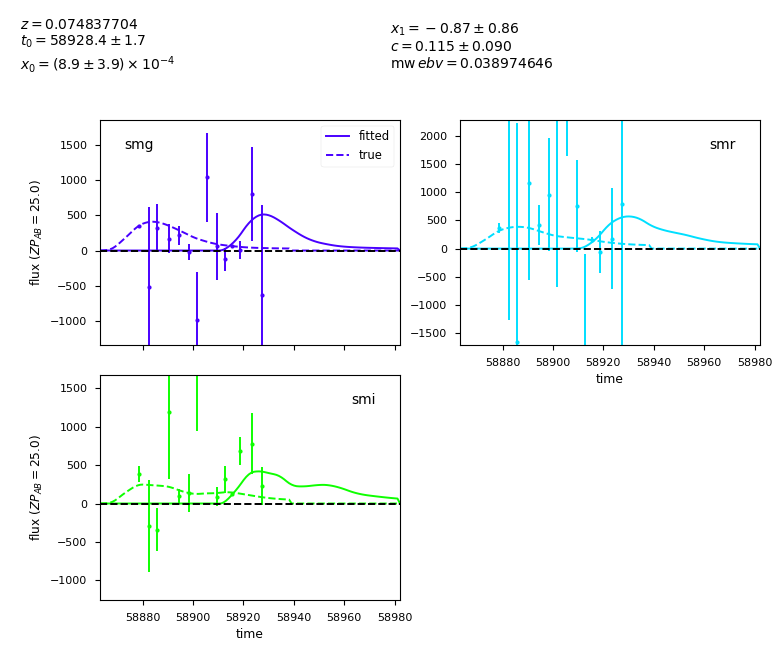 z = 0.074837704
t₀ = 58928.4 ± 1.7
x₀ = (8.9 ± 3.9) × 10⁻⁴
x₁ = −0.87 ± 0.86
c = 0.115 ± 0.090
mw ebv = 0.038974646
smg
fitted
true
1500
1000
500
0
−500
−1000
flux (ZP_AB = 25.0)
smr
2000
1500
1000
500
0
−500
−1000
−1500
58880 58900 58920 58940 58960 58980
time
smi
1500
1000
500
0
−500
−1000
flux (ZP_AB = 25.0)
58880 58900 58920 58940 58960 58980
time